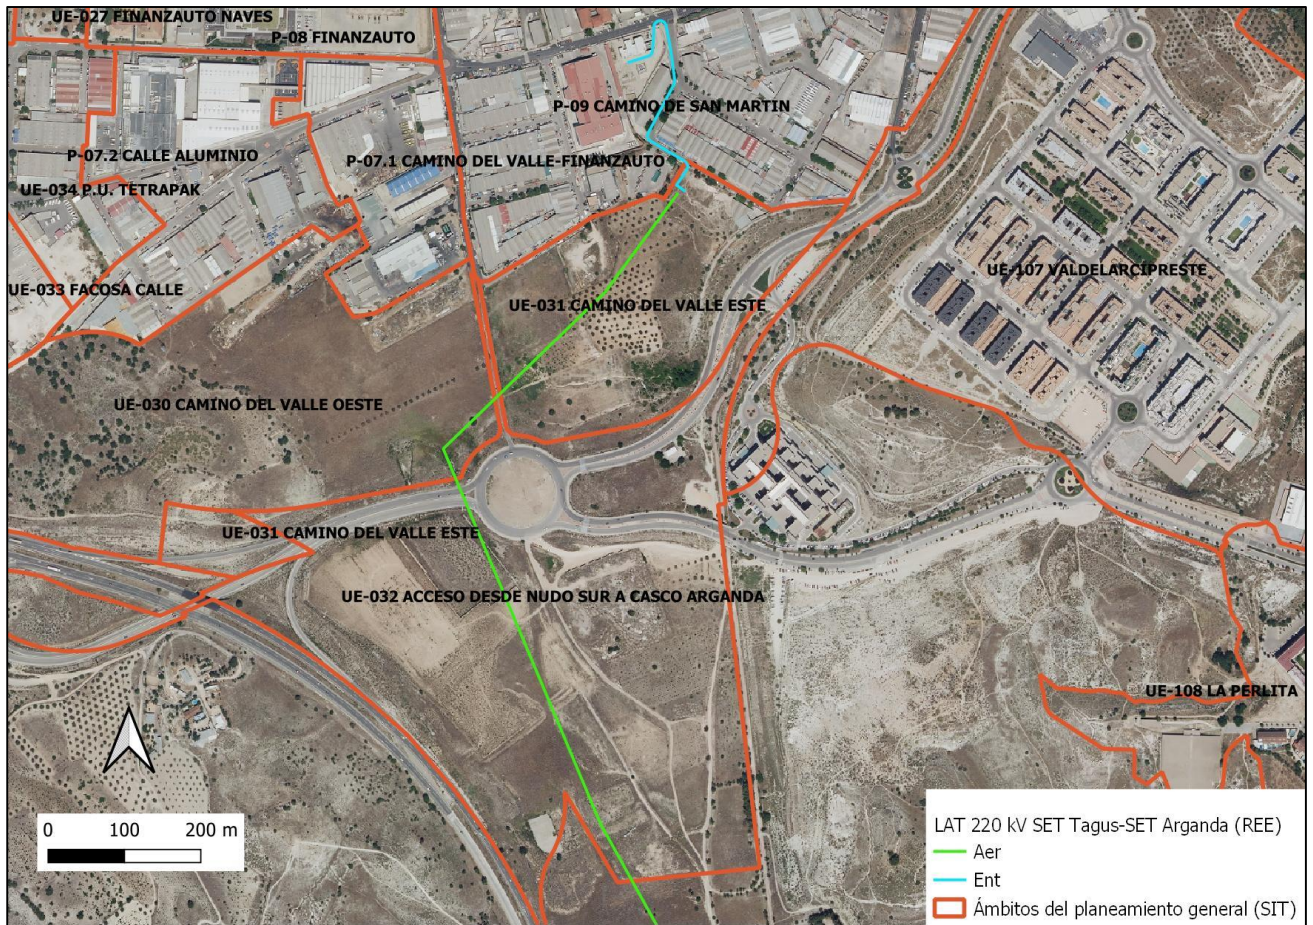 UE-027 FINANZAUTO NAVES
P-08 FINANZAUTO
P-09 CAMINO DE SAN MARTIN
P-07.2 CALLE ALUMINIO
P-07.1 CAMINO DEL VALLE-FINANZAUTO
UE-034 P.U. TETRAPAK
UE-107 VALDELARCIPRESTE
UE-033 FACOSA CALLE
UE-031 CAMINO DEL VALLE ESTE
UE-030 CAMINO DEL VALLE OESTE
UE-031 CAMINO DEL VALLE ESTE
UE-032 ACCESO DESDE NUDO SUR A CASCO ARGANDA
UE-108 LA PERLITA
0 100 200 m
LAT 220 kV SET Tagus-SET Arganda (REE)
Aer
Ent
Ámbitos del planeamiento general (SIT)